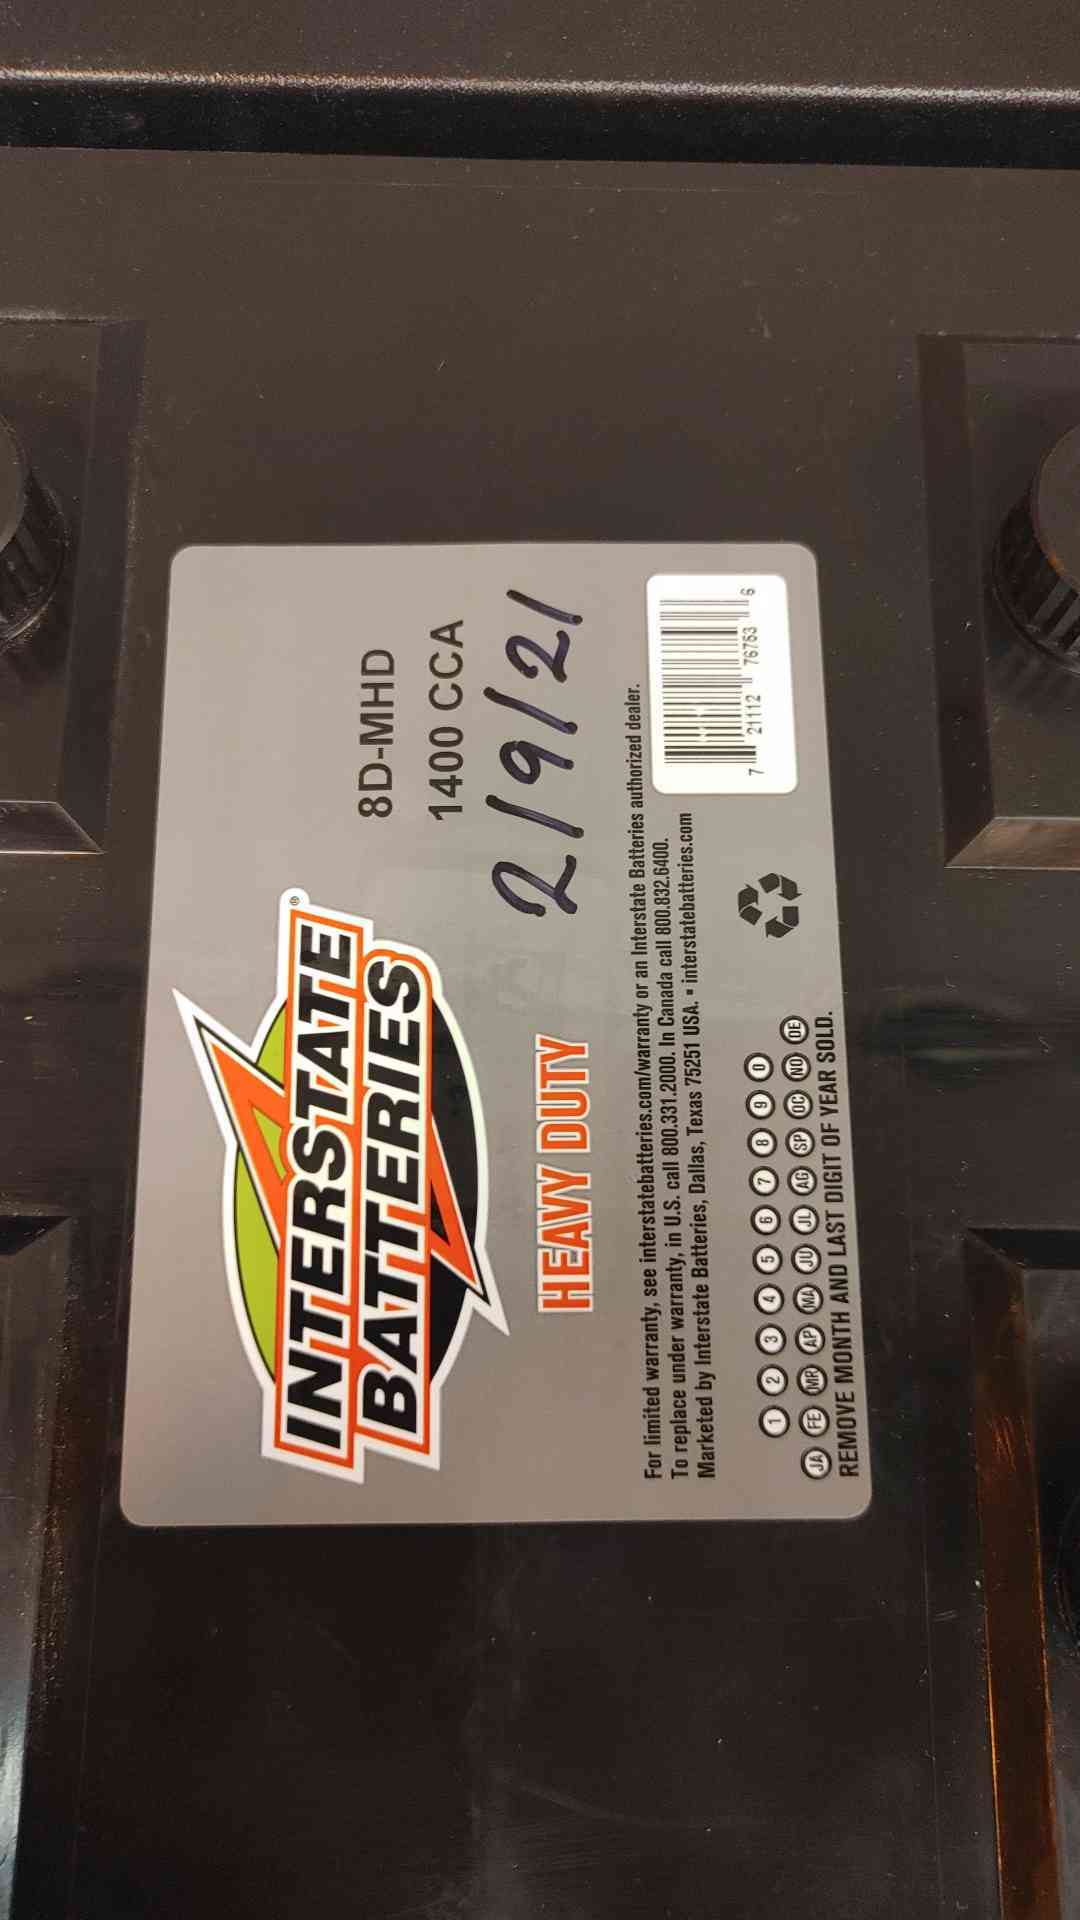 INTERSTATE®
BATTERIES
8D-MHD
1400 CCA
2/9/21
HEAVY DUTY
For limited warranty, see interstatebatteries.com/warranty or an Interstate Batteries authorized dealer.
To replace under warranty, in U.S. call 800.331.2000. In Canada call 800.832.6400.
Marketed by Interstate Batteries, Dallas, Texas 75251 USA. • interstatebatteries.com
1 2 3 4 5 6 7 8 9 0
JA FE MR AP MA JU JL AG SP OC NO DE
REMOVE MONTH AND LAST DIGIT OF YEAR SOLD.
7 21112 76753 6